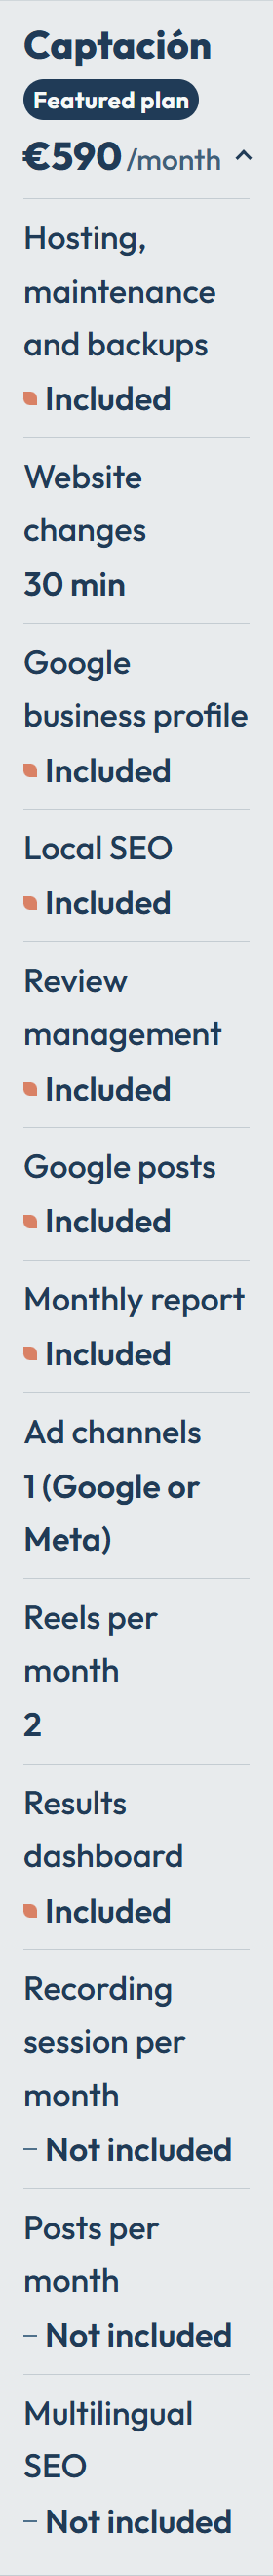 Captación
Featured plan
€590 /month
Hosting,
maintenance
and backups
Included
Website
changes
30 min
Google
business profile
Included
Local SEO
Included
Review
management
Included
Google posts
Included
Monthly report
Included
Ad channels
1 (Google or
Meta)
Reels per
month
2
Results
dashboard
Included
Recording
session per
month
– Not included
Posts per
month
– Not included
Multilingual
SEO
– Not included